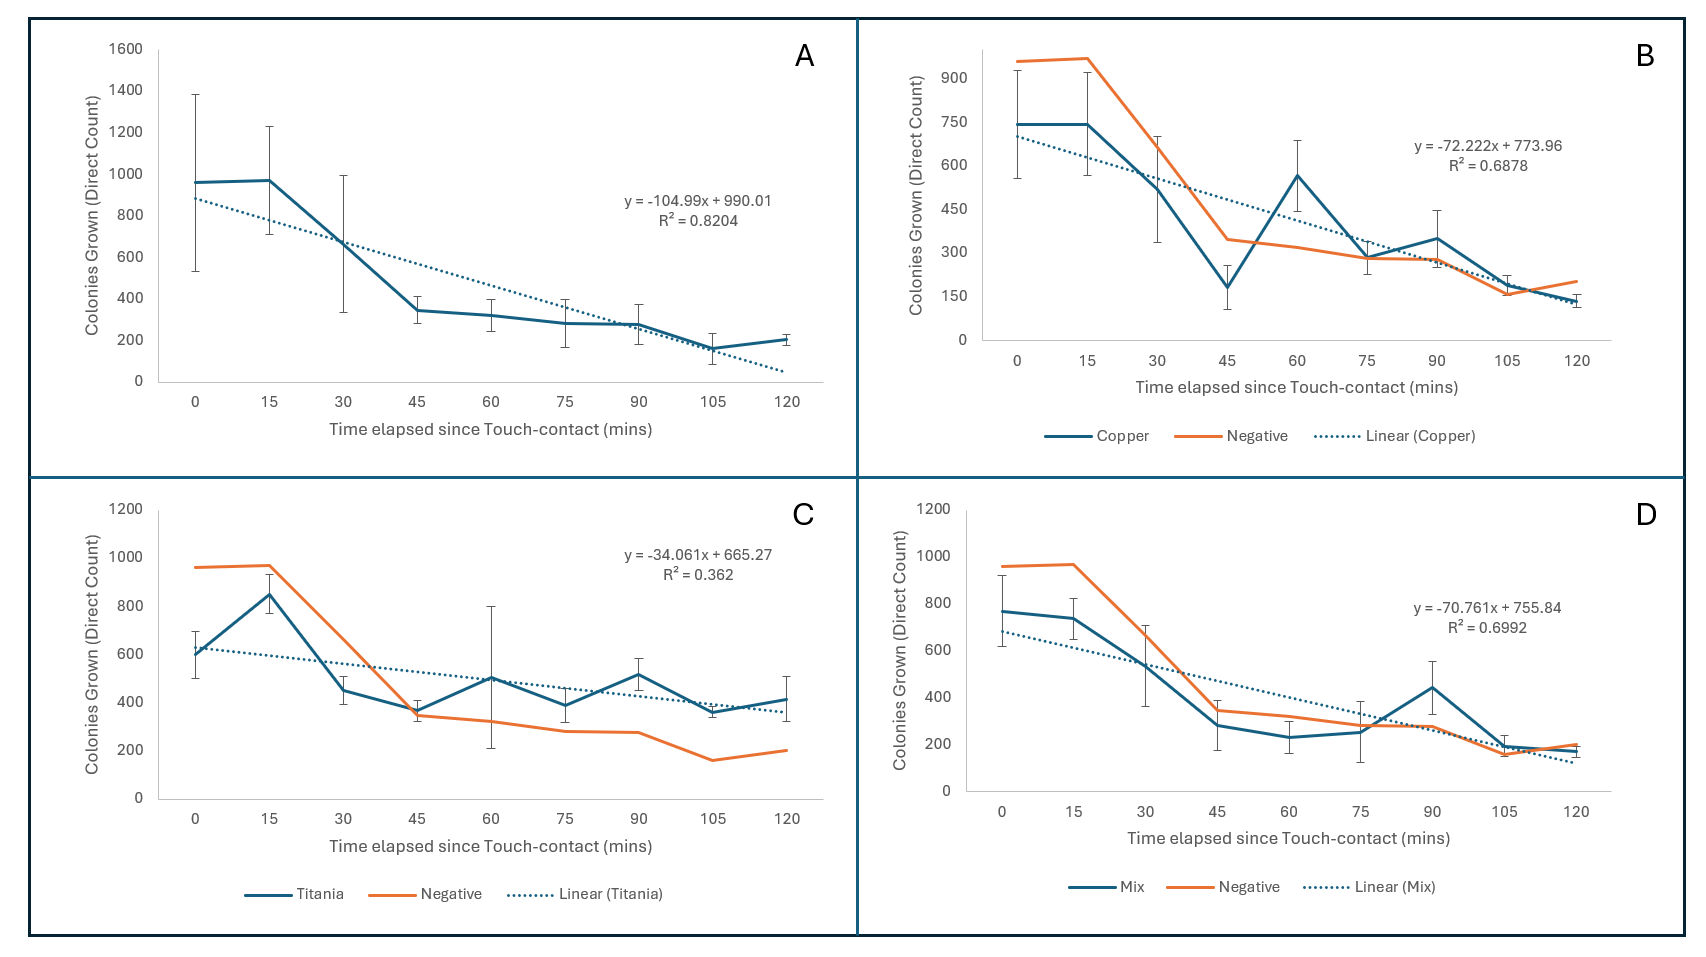 A
Colonies Grown (Direct Count)
1600
1400
1200
1000
800
600
400
200
0
y = -104.99x + 990.01
R² = 0.8204
0 15 30 45 60 75 90 105 120
Time elapsed since Touch-contact (mins)
B
Colonies Grown (Direct Count)
900
750
600
450
300
150
0
y = -72.222x + 773.96
R² = 0.6878
0 15 30 45 60 75 90 105 120
Time elapsed since Touch-contact (mins)
Copper Negative Linear (Copper)
C
Colonies Grown (Direct Count)
1200
1000
800
600
400
200
0
y = -34.061x + 665.27
R² = 0.362
0 15 30 45 60 75 90 105 120
Time elapsed since Touch-contact (mins)
Titania Negative Linear (Titania)
D
Colonies Grown (Direct Count)
1200
1000
800
600
400
200
0
y = -70.761x + 755.84
R² = 0.6992
0 15 30 45 60 75 90 105 120
Time elapsed since Touch-contact (mins)
Mix Negative Linear (Mix)